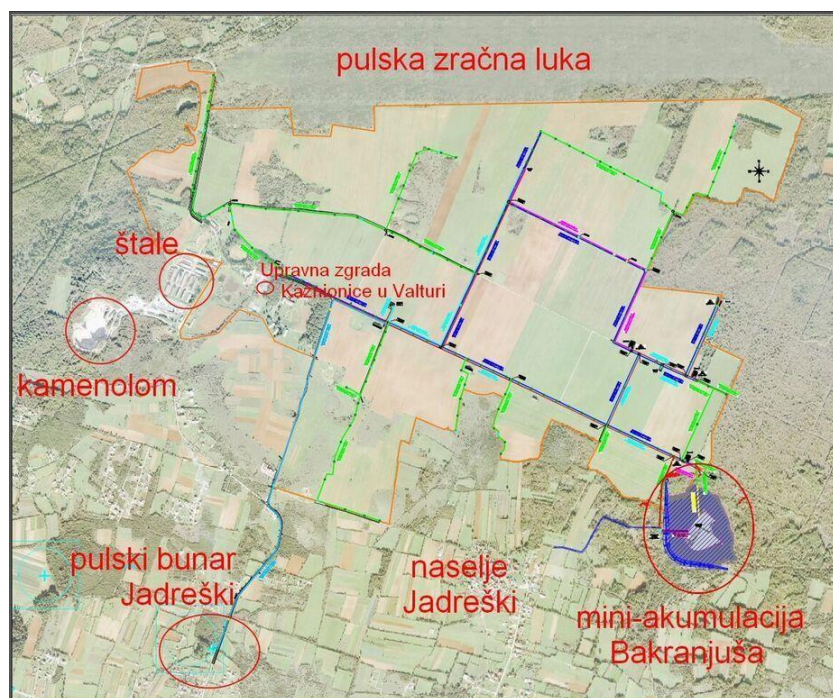 pulska zračna luka
štale
Upravna zgrada
Kaznionice u Valturi
kamenolom
pulski bunar
Jadreški
naselje
Jadreški
mini-akumulacija
Bakranjuša